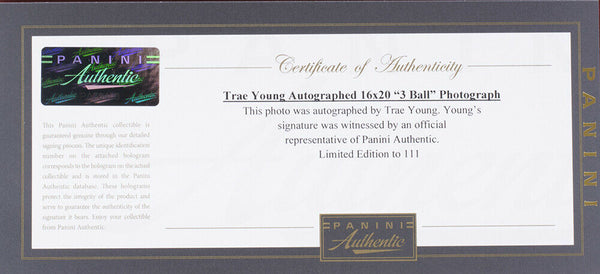 PANINI
Authentic
This Panini Authentic collectible is
guaranteed genuine through our detailed
signing process. The unique identification
number on the attached hologram
corresponds to the hologram on the actual
collectible and is stored in the Panini
Authentic database. These holograms
protect the integrity of the product and
serve to guarantee the authenticity of the
signature it bears. Enjoy your collectible
from Panini Authentic.
Certificate of Authenticity
Trae Young Autographed 16x20 “3 Ball” Photograph
This photo was autographed by Trae Young. Young’s
signature was witnessed by an official
representative of Panini Authentic.
Limited Edition to 111
PANINI
Authentic
PANINI